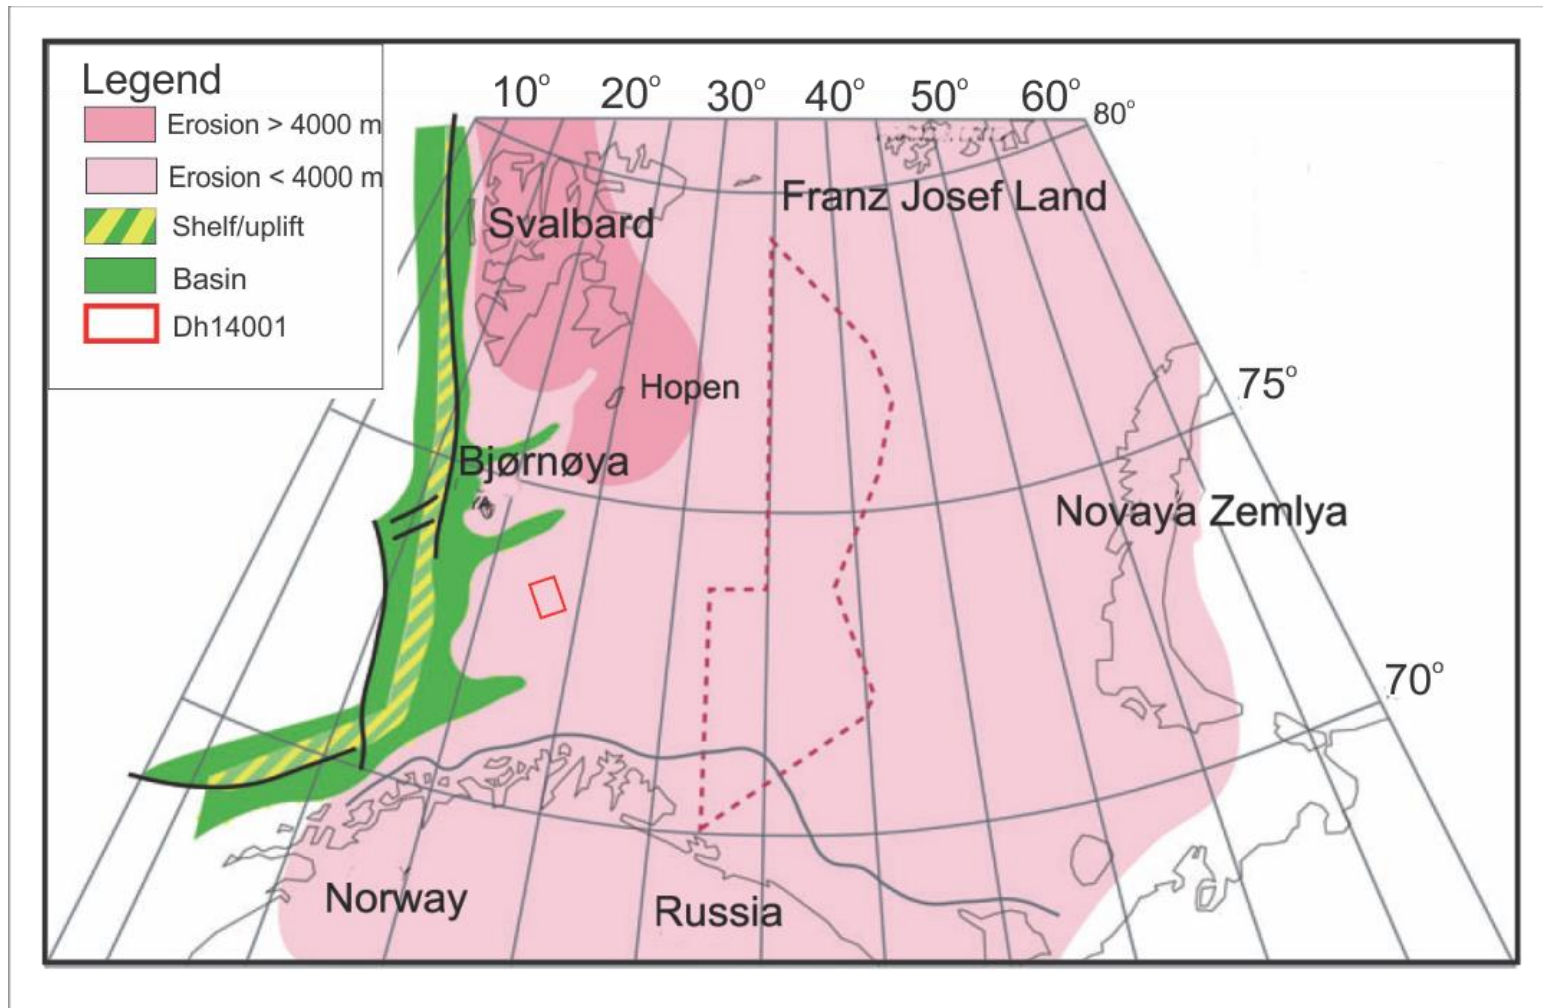 Legend
Erosion > 4000 m
Erosion < 4000 m
Shelf/uplift
Basin
Dh14001
10° 20° 30° 40° 50° 60° 80°
Franz Josef Land
Svalbard
75°
Hopen
Bjørnøya
Novaya Zemlya
70°
Norway
Russia